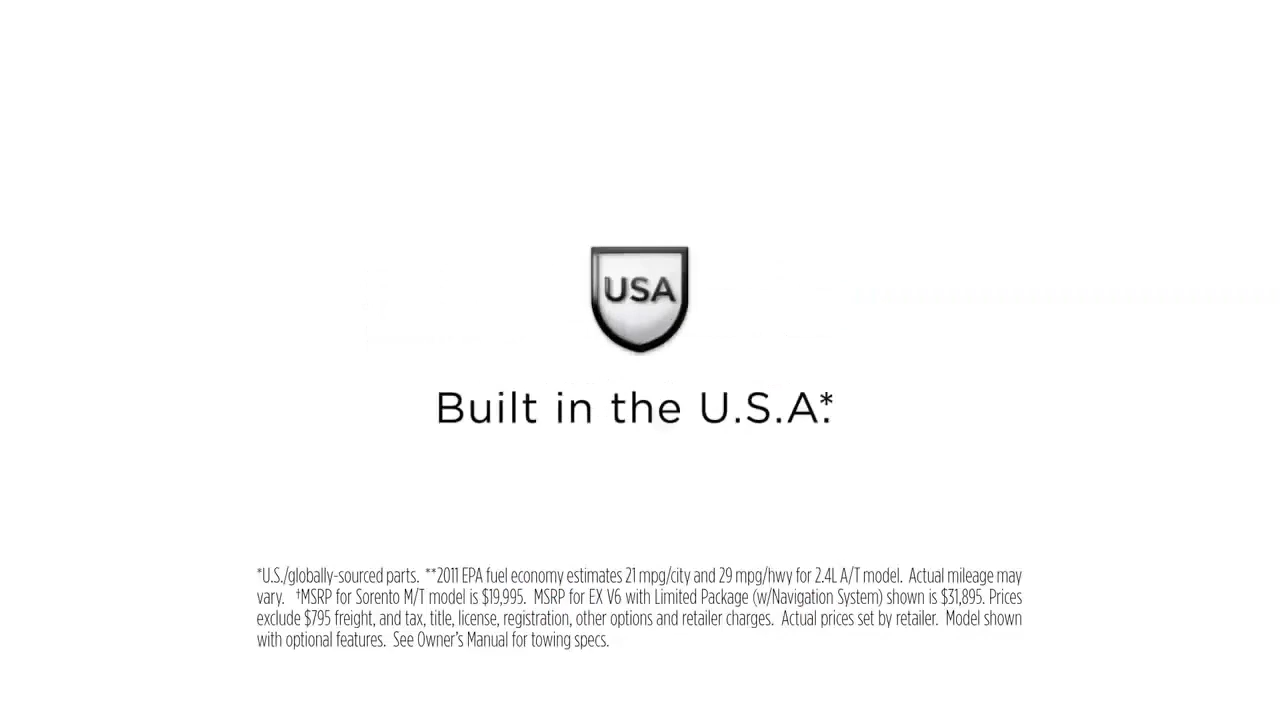 USA
Built in the U.S.A.*
*U.S./globally-sourced parts. **2011 EPA fuel economy estimates 21 mpg/city and 29 mpg/hwy for 2.4L A/T model. Actual mileage may
vary. †MSRP for Sorento M/T model is $19,995. MSRP for EX V6 with Limited Package (w/Navigation System) shown is $31,895. Prices
exclude $795 freight, and tax, title, license, registration, other options and retailer charges. Actual prices set by retailer. Model shown
with optional features. See Owner's Manual for towing specs.